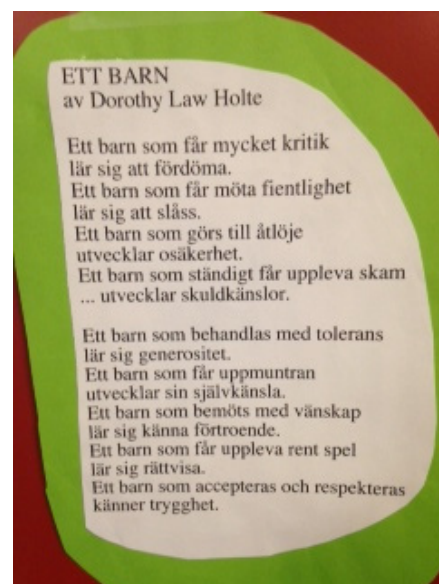 ETT BARN
av Dorothy Law Holte
Ett barn som får mycket kritik
lär sig att fördöma.
Ett barn som får möta fientlighet
lär sig att slåss.
Ett barn som görs till åtlöje
utvecklar osäkerhet.
Ett barn som ständigt får uppleva skam
... utvecklar skuldkänslor.
Ett barn som behandlas med tolerans
lär sig generositet.
Ett barn som får uppmuntran
utvecklar sin självkänsla.
Ett barn som bemöts med vänskap
lär sig känna förtroende.
Ett barn som får uppleva rent spel
lär sig rättvisa.
Ett barn som accepteras och respekteras
känner trygghet.